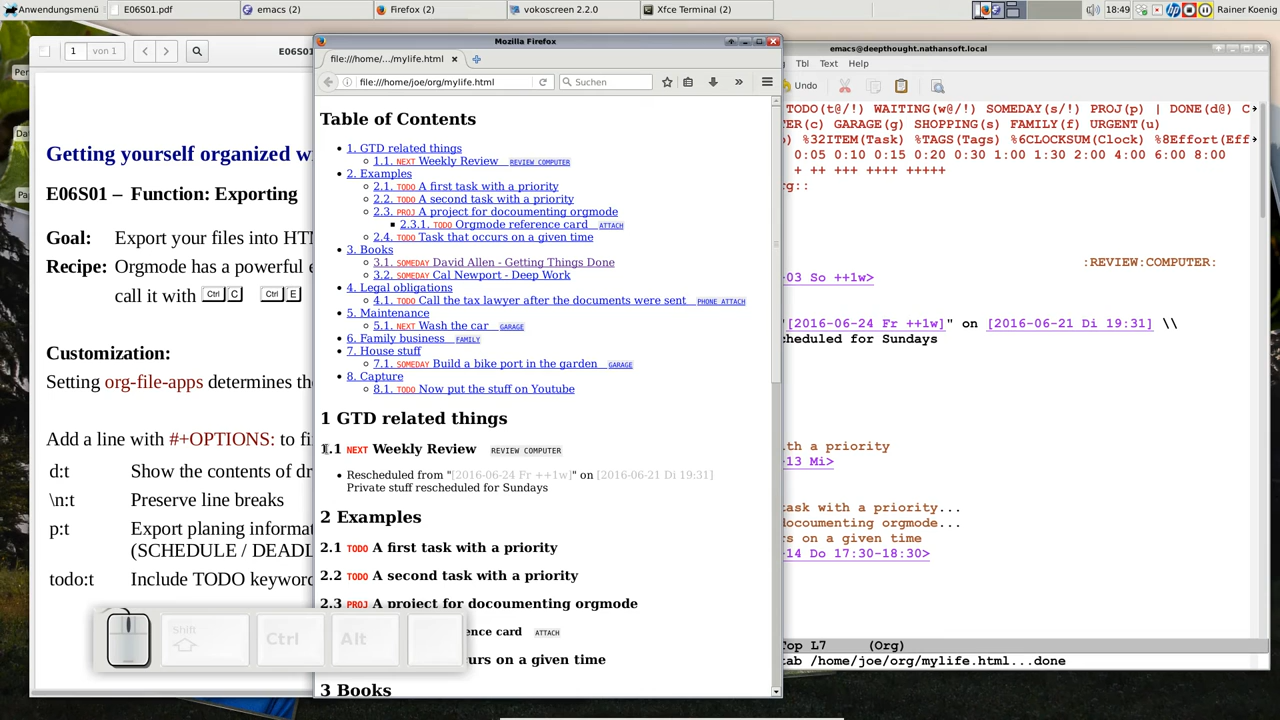 Anwendungsmenü
E06S01.pdf
emacs (2)
Firefox (2)
vokoscreen 2.2.0
Xfce Terminal (2)
18:49
Rainer Koenig
1
von 1
E06S01
Getting yourself organized wi
E06S01 – Function: Exporting
Goal: Export your files into HTM
Recipe: Orgmode has a powerful e
call it with Ctrl C Ctrl E
Customization:
Setting org-file-apps determines the
Add a line with #+OPTIONS: to fi
d:t Show the contents of dr
\n:t Preserve line breaks
p:t Export planing informat
(SCHEDULE / DEADL
todo:t Include TODO keyword
Shift
Ctrl
Alt
Mozilla Firefox
file:///home/.../mylife.html
file:///home/joe/org/mylife.html
Suchen
Table of Contents
1. GTD related things
1.1. NEXT Weekly Review REVIEW COMPUTER
2. Examples
2.1. TODO A first task with a priority
2.2. TODO A second task with a priority
2.3. PROJ A project for docoumenting orgmode
2.3.1. TODO Orgmode reference card ATTACH
2.4. TODO Task that occurs on a given time
3. Books
3.1. SOMEDAY David Allen - Getting Things Done
3.2. SOMEDAY Cal Newport - Deep Work
4. Legal obligations
4.1. TODO Call the tax lawyer after the documents were sent PHONE ATTACH
5. Maintenance
5.1. NEXT Wash the car GARAGE
6. Family business FAMILY
7. House stuff
7.1. SOMEDAY Build a bike port in the garden GARAGE
8. Capture
8.1. TODO Now put the stuff on Youtube
1 GTD related things
1.1 NEXT Weekly Review REVIEW COMPUTER
Rescheduled from "[2016-06-24 Fr ++1w]" on [2016-06-21 Di 19:31]
Private stuff rescheduled for Sundays
2 Examples
2.1 TODO A first task with a priority
2.2 TODO A second task with a priority
2.3 PROJ A project for docoumenting orgmode
ence card ATTACH
urs on a given time
3 Books
emacs@deepthought.nathansoft.local
Tbl Text Help
Undo
TODO(t@/!) WAITING(w@/!) SOMEDAY(s/!) PROJ(p) | DONE(d@) C
TER(c) GARAGE(g) SHOPPING(s) FAMILY(f) URGENT(u)
) %32ITEM(Task) %TAGS(Tags) %6CLOCKSUM(Clock) %8Effort(Eff
0:05 0:10 0:15 0:20 0:30 1:00 1:30 2:00 4:00 6:00 8:00
+ ++ +++ ++++ +++++
rg::
:REVIEW:COMPUTER:
-03 So ++1w>
"[2016-06-24 Fr ++1w]" on [2016-06-21 Di 19:31] \\
heduled for Sundays
ith a priority
-13 Mi>
task with a priority...
docoumenting orgmode...
rs on a given time
-14 Do 17:30-18:30>
Top L7 (Org)
tab /home/joe/org/mylife.html...done